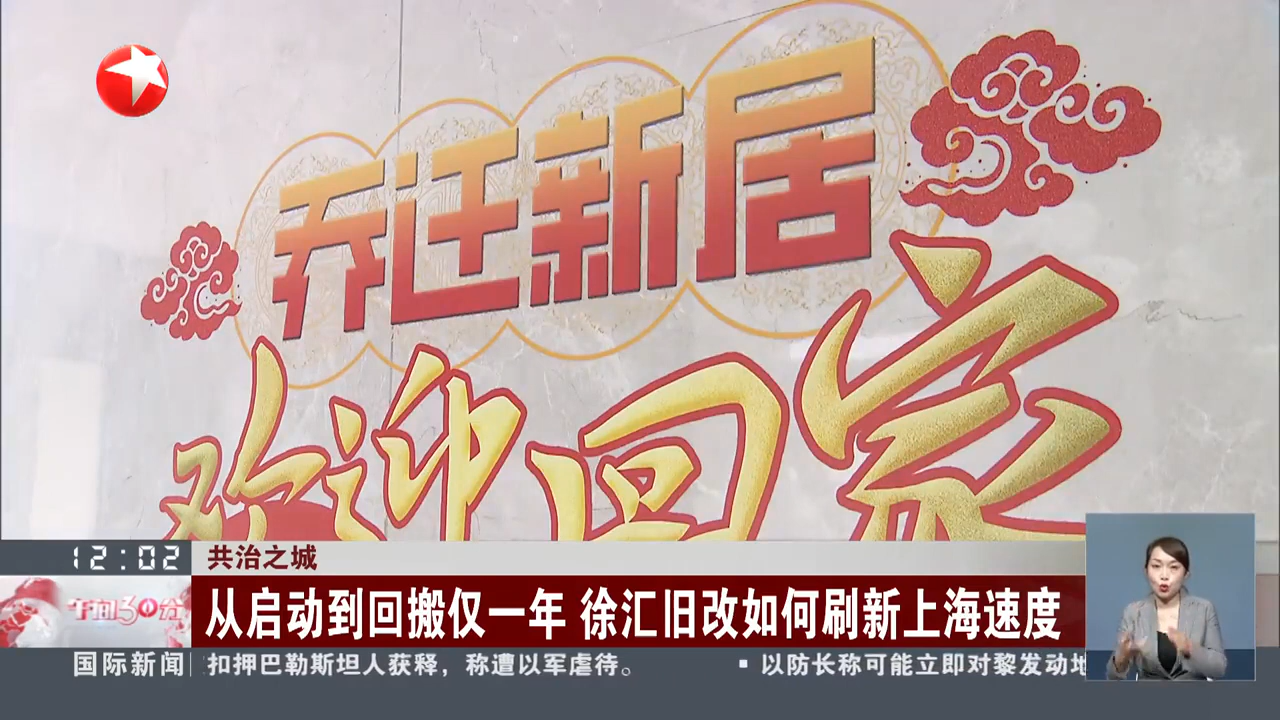 乔迁新居
欢迎回家
12:02
共治之城
午间30分
从启动到回搬仅一年 徐汇旧改如何刷新上海速度
国际新闻
扣押巴勒斯坦人获释，称遭以军虐待。
▪ 以防长称可能立即对黎发动地